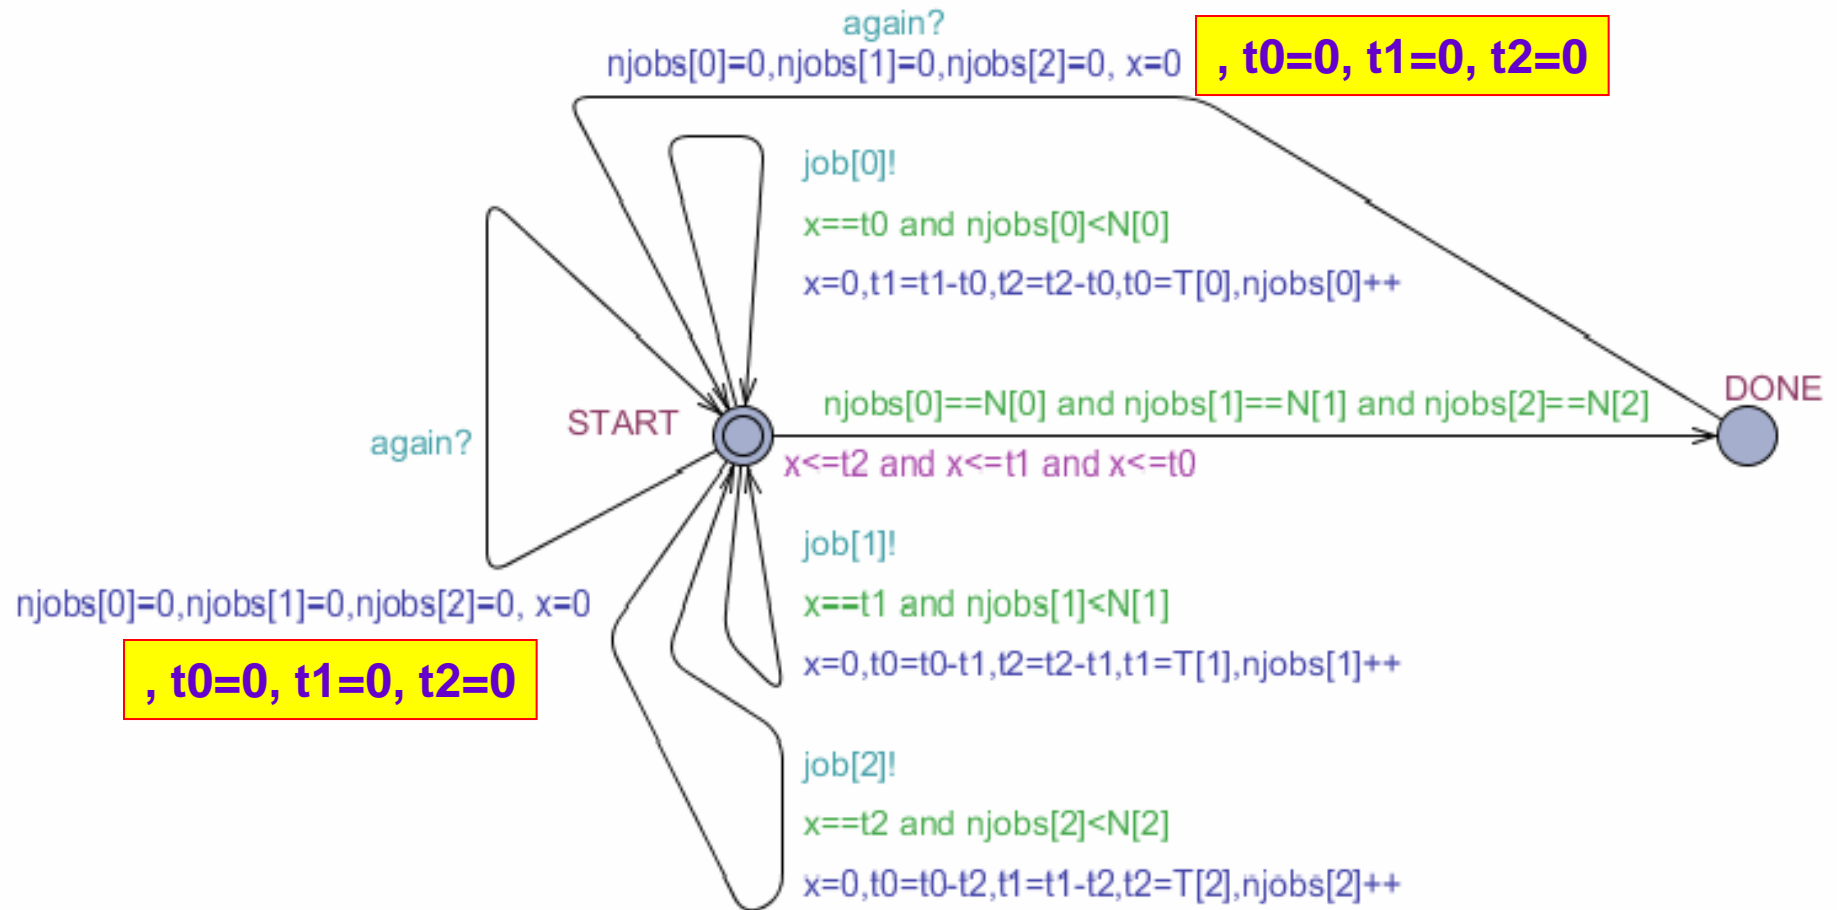 again?
njobs[0]=0,njobs[1]=0,njobs[2]=0, x=0
, t0=0, t1=0, t2=0
job[0]!
x==t0 and njobs[0]<N[0]
x=0,t1=t1-t0,t2=t2-t0,t0=T[0],njobs[0]++
DONE
njobs[0]==N[0] and njobs[1]==N[1] and njobs[2]==N[2]
START
again?
x<=t2 and x<=t1 and x<=t0
job[1]!
x==t1 and njobs[1]<N[1]
njobs[0]=0,njobs[1]=0,njobs[2]=0, x=0
x=0,t0=t0-t1,t2=t2-t1,t1=T[1],njobs[1]++
, t0=0, t1=0, t2=0
job[2]!
x==t2 and njobs[2]<N[2]
x=0,t0=t0-t2,t1=t1-t2,t2=T[2],njobs[2]++